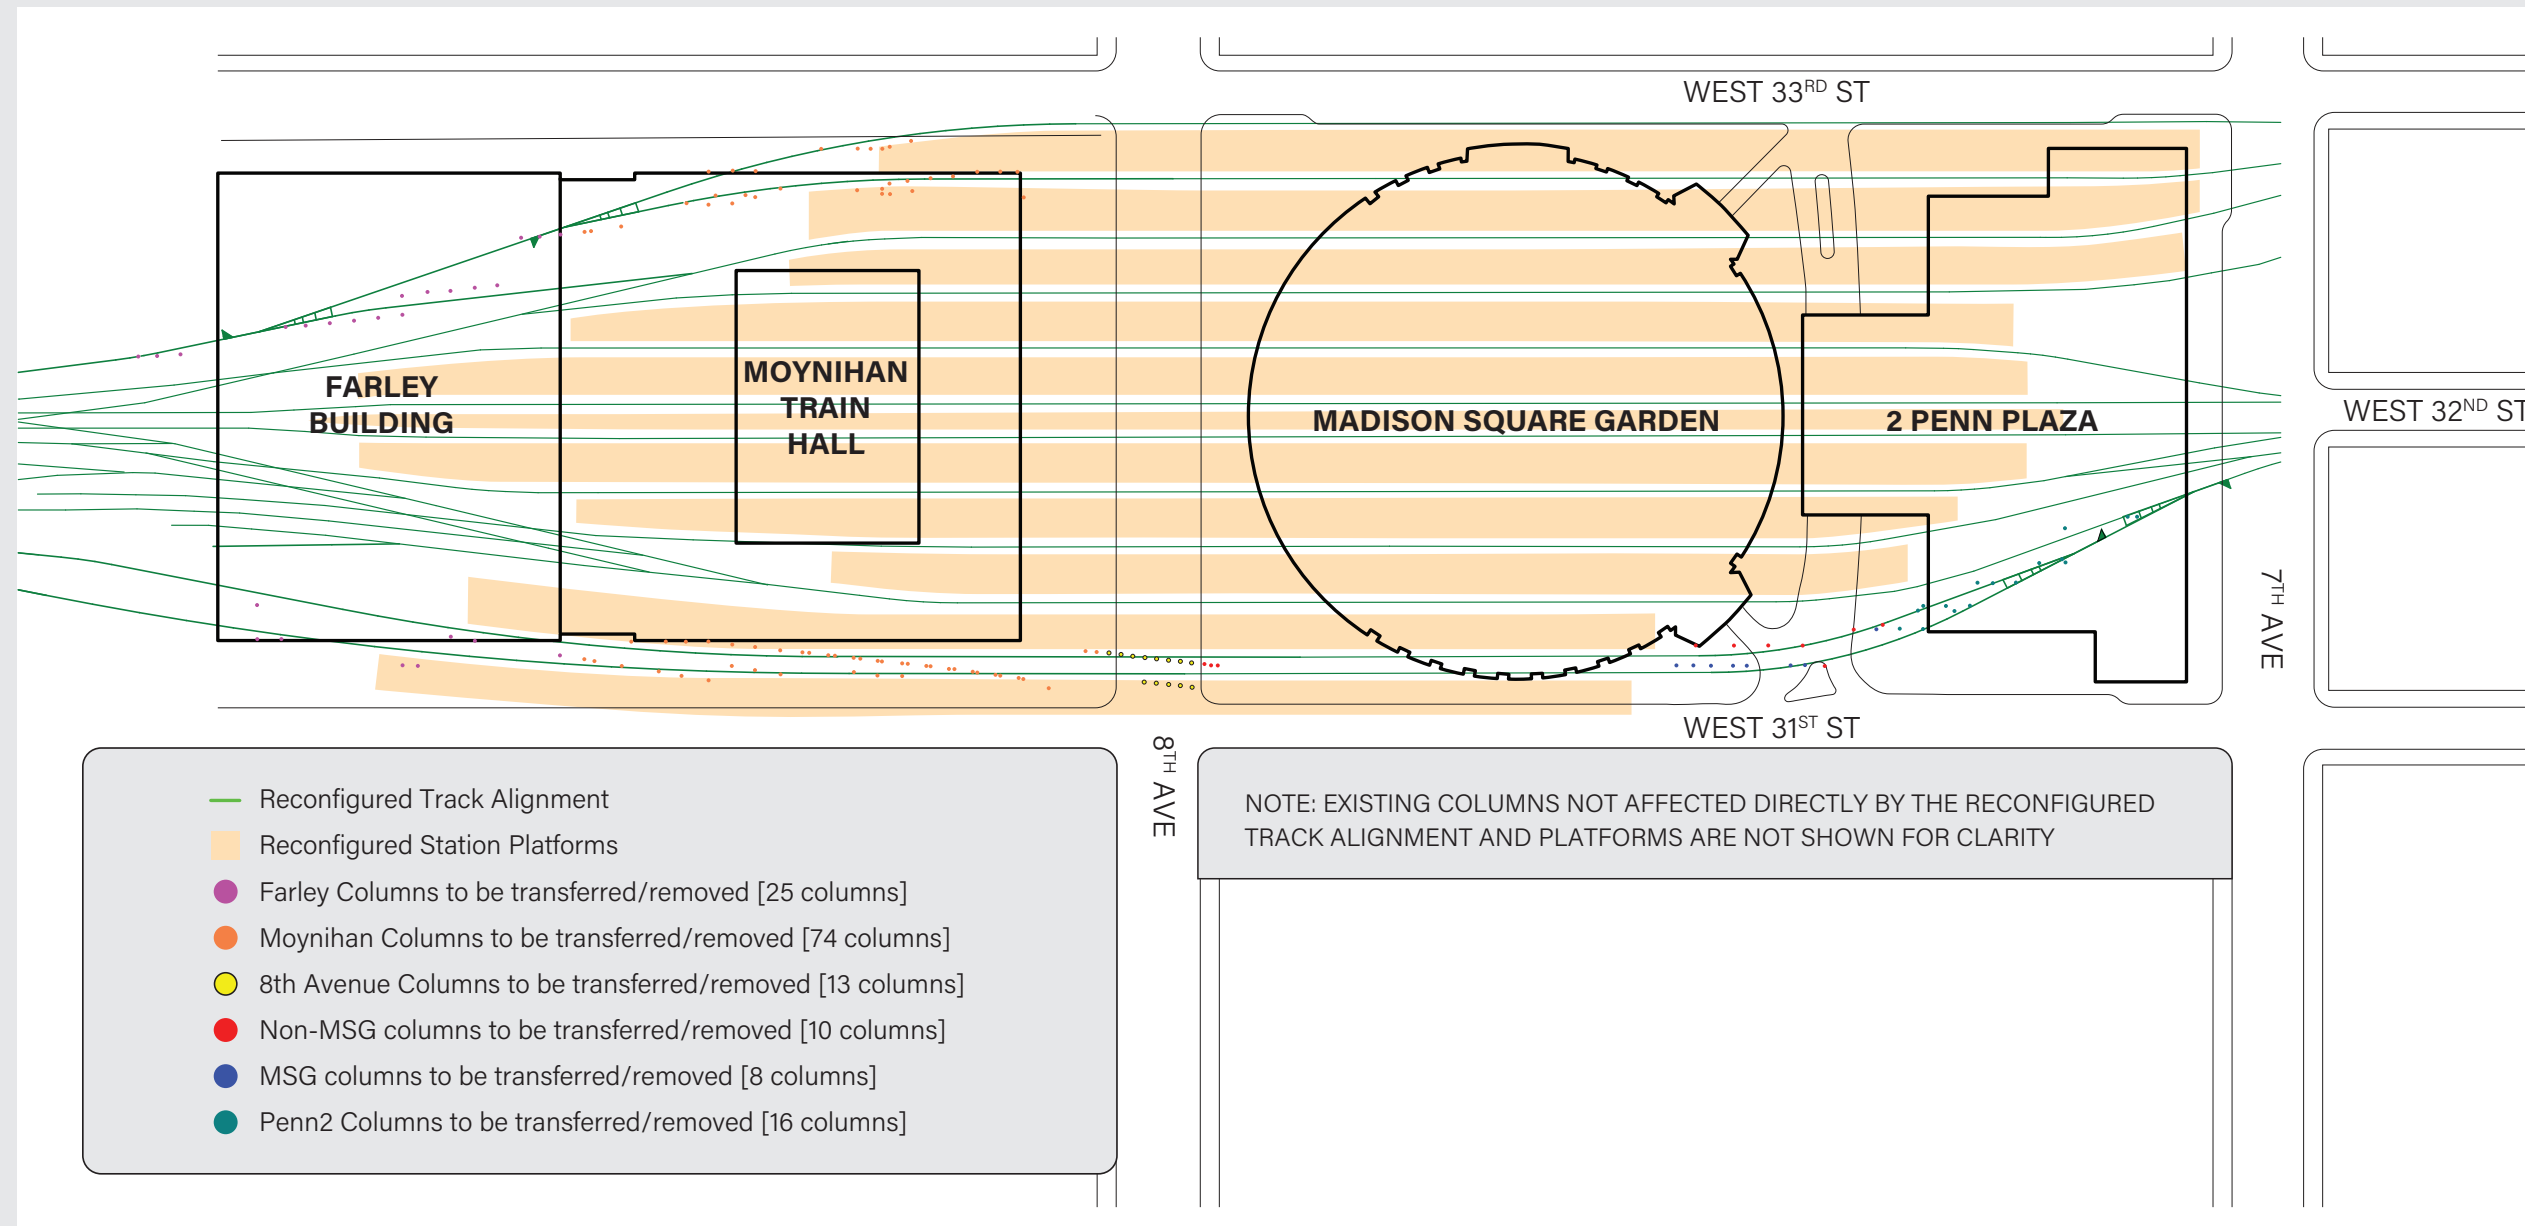 WEST 33RD ST
FARLEY
BUILDING
MOYNIHAN
TRAIN
HALL
MADISON SQUARE GARDEN
2 PENN PLAZA
WEST 32ND ST
7TH AVE
WEST 31ST ST
8TH AVE
Reconfigured Track Alignment
Reconfigured Station Platforms
Farley Columns to be transferred/removed [25 columns]
Moynihan Columns to be transferred/removed [74 columns]
8th Avenue Columns to be transferred/removed [13 columns]
Non-MSG columns to be transferred/removed [10 columns]
MSG columns to be transferred/removed [8 columns]
Penn2 Columns to be transferred/removed [16 columns]
NOTE: EXISTING COLUMNS NOT AFFECTED DIRECTLY BY THE RECONFIGURED
TRACK ALIGNMENT AND PLATFORMS ARE NOT SHOWN FOR CLARITY